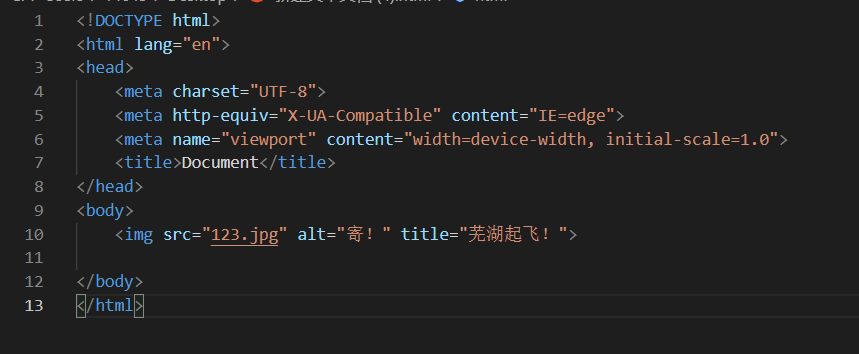 1 <!DOCTYPE html>
2 <html lang="en">
3 <head>
4 <meta charset="UTF-8">
5 <meta http-equiv="X-UA-Compatible" content="IE=edge">
6 <meta name="viewport" content="width=device-width, initial-scale=1.0">
7 <title>Document</title>
8 </head>
9 <body>
10 <img src="123.jpg" alt="寄！" title="芜湖起飞！">
11
12 </body>
13 </html>